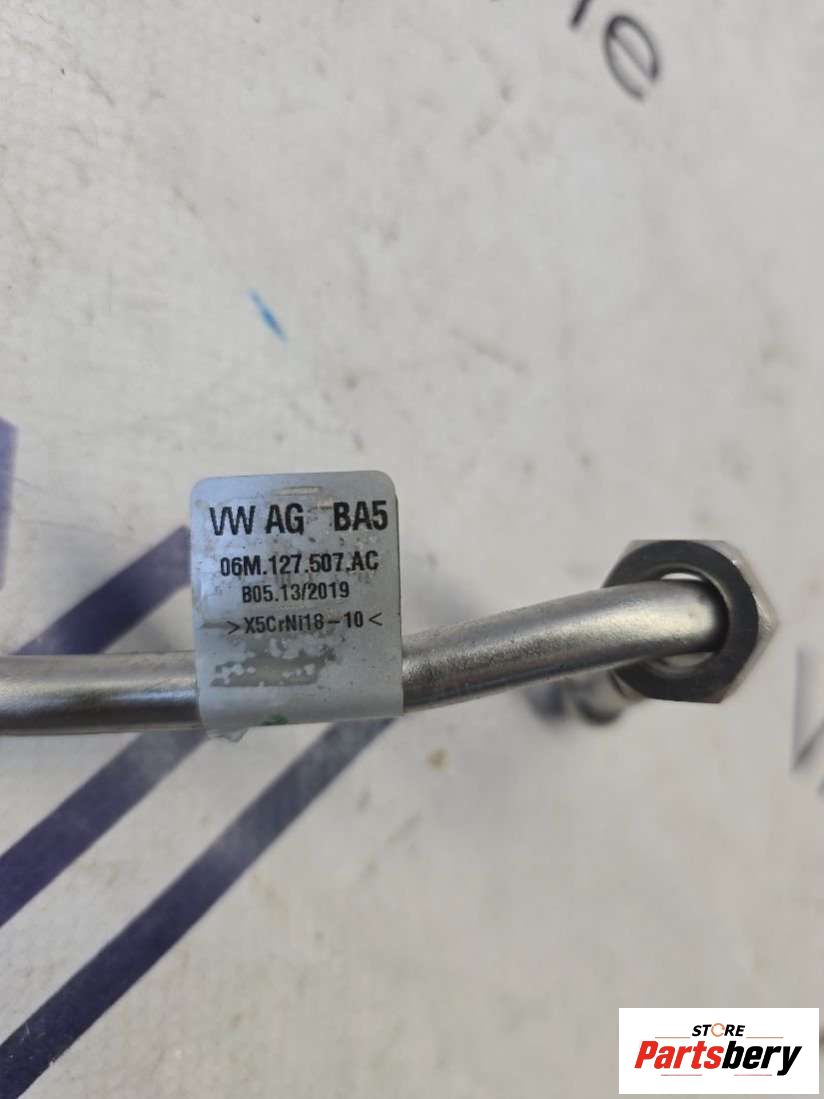 VW AG BA5
06M.127.507.AC
B05.13/2019
>X5CrNi18-10<
STORE
Partsbery